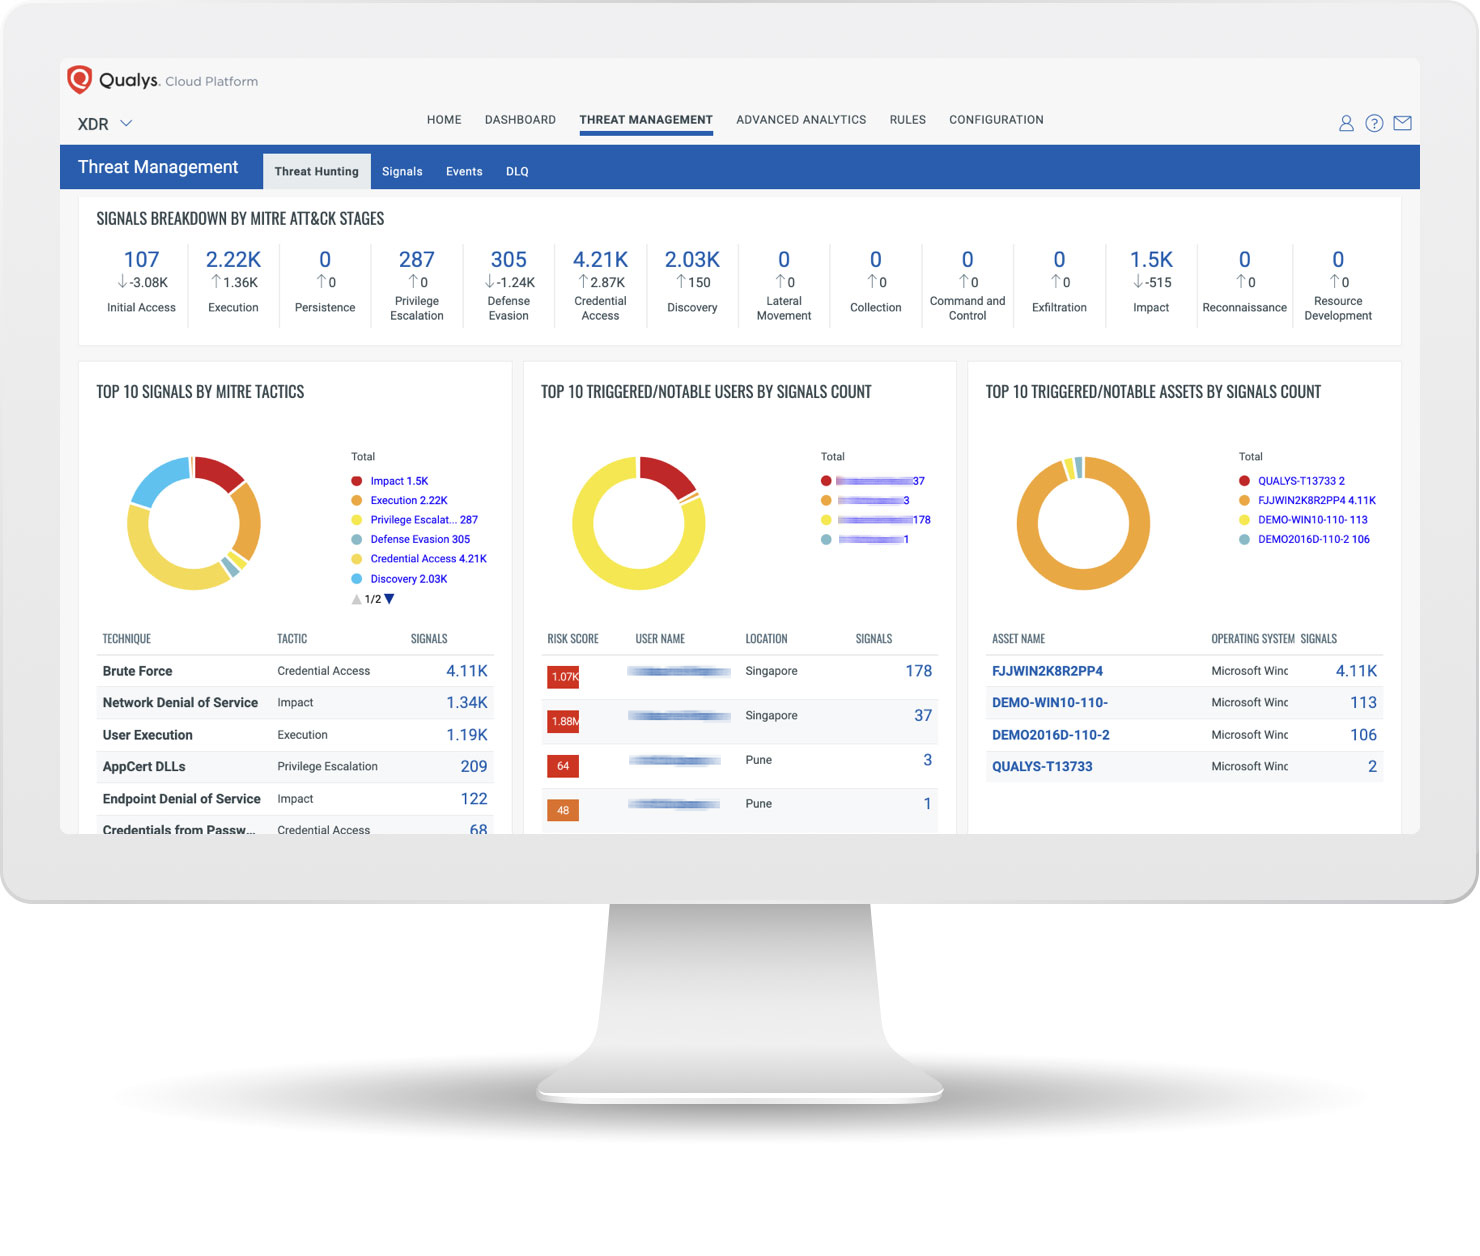 Qualys. Cloud Platform
XDR
HOME DASHBOARD THREAT MANAGEMENT ADVANCED ANALYTICS RULES CONFIGURATION
?
Threat Management Threat Hunting Signals Events DLQ
SIGNALS BREAKDOWN BY MITRE ATT&CK STAGES
107 2.22K 0 287 305 4.21K 2.03K 0 0 0 0 1.5K 0 0
↓-3.08K ↑1.36K ↑0 ↑0 ↓-1.24K ↑2.87K ↑150 ↑0 ↑0 ↑0 ↑0 ↓-515 ↑0 ↑0
Initial Access Execution Persistence Privilege Escalation Defense Evasion Credential Access Discovery Lateral Movement Collection Command and Control Exfiltration Impact Reconnaissance Resource Development
TOP 10 SIGNALS BY MITRE TACTICS
Total
Impact 1.5K
Execution 2.22K
Privilege Escalat... 287
Defense Evasion 305
Credential Access 4.21K
Discovery 2.03K
▲ 1/2 ▼
TECHNIQUE TACTIC SIGNALS
Brute Force Credential Access 4.11K
Network Denial of Service Impact 1.34K
User Execution Execution 1.19K
AppCert DLLs Privilege Escalation 209
Endpoint Denial of Service Impact 122
Credentials from Passw... Credential Access 68
TOP 10 TRIGGERED/NOTABLE USERS BY SIGNALS COUNT
Total
37
3
178
1
RISK SCORE USER NAME LOCATION SIGNALS
1.07K Singapore 178
1.88M Singapore 37
64 Pune 3
48 Pune 1
TOP 10 TRIGGERED/NOTABLE ASSETS BY SIGNALS COUNT
Total
QUALYS-T13733 2
FJJWIN2K8R2PP4 4.11K
DEMO-WIN10-110- 113
DEMO2016D-110-2 106
ASSET NAME OPERATING SYSTEM SIGNALS
FJJWIN2K8R2PP4 Microsoft Winc 4.11K
DEMO-WIN10-110- Microsoft Winc 113
DEMO2016D-110-2 Microsoft Winc 106
QUALYS-T13733 Microsoft Winc 2